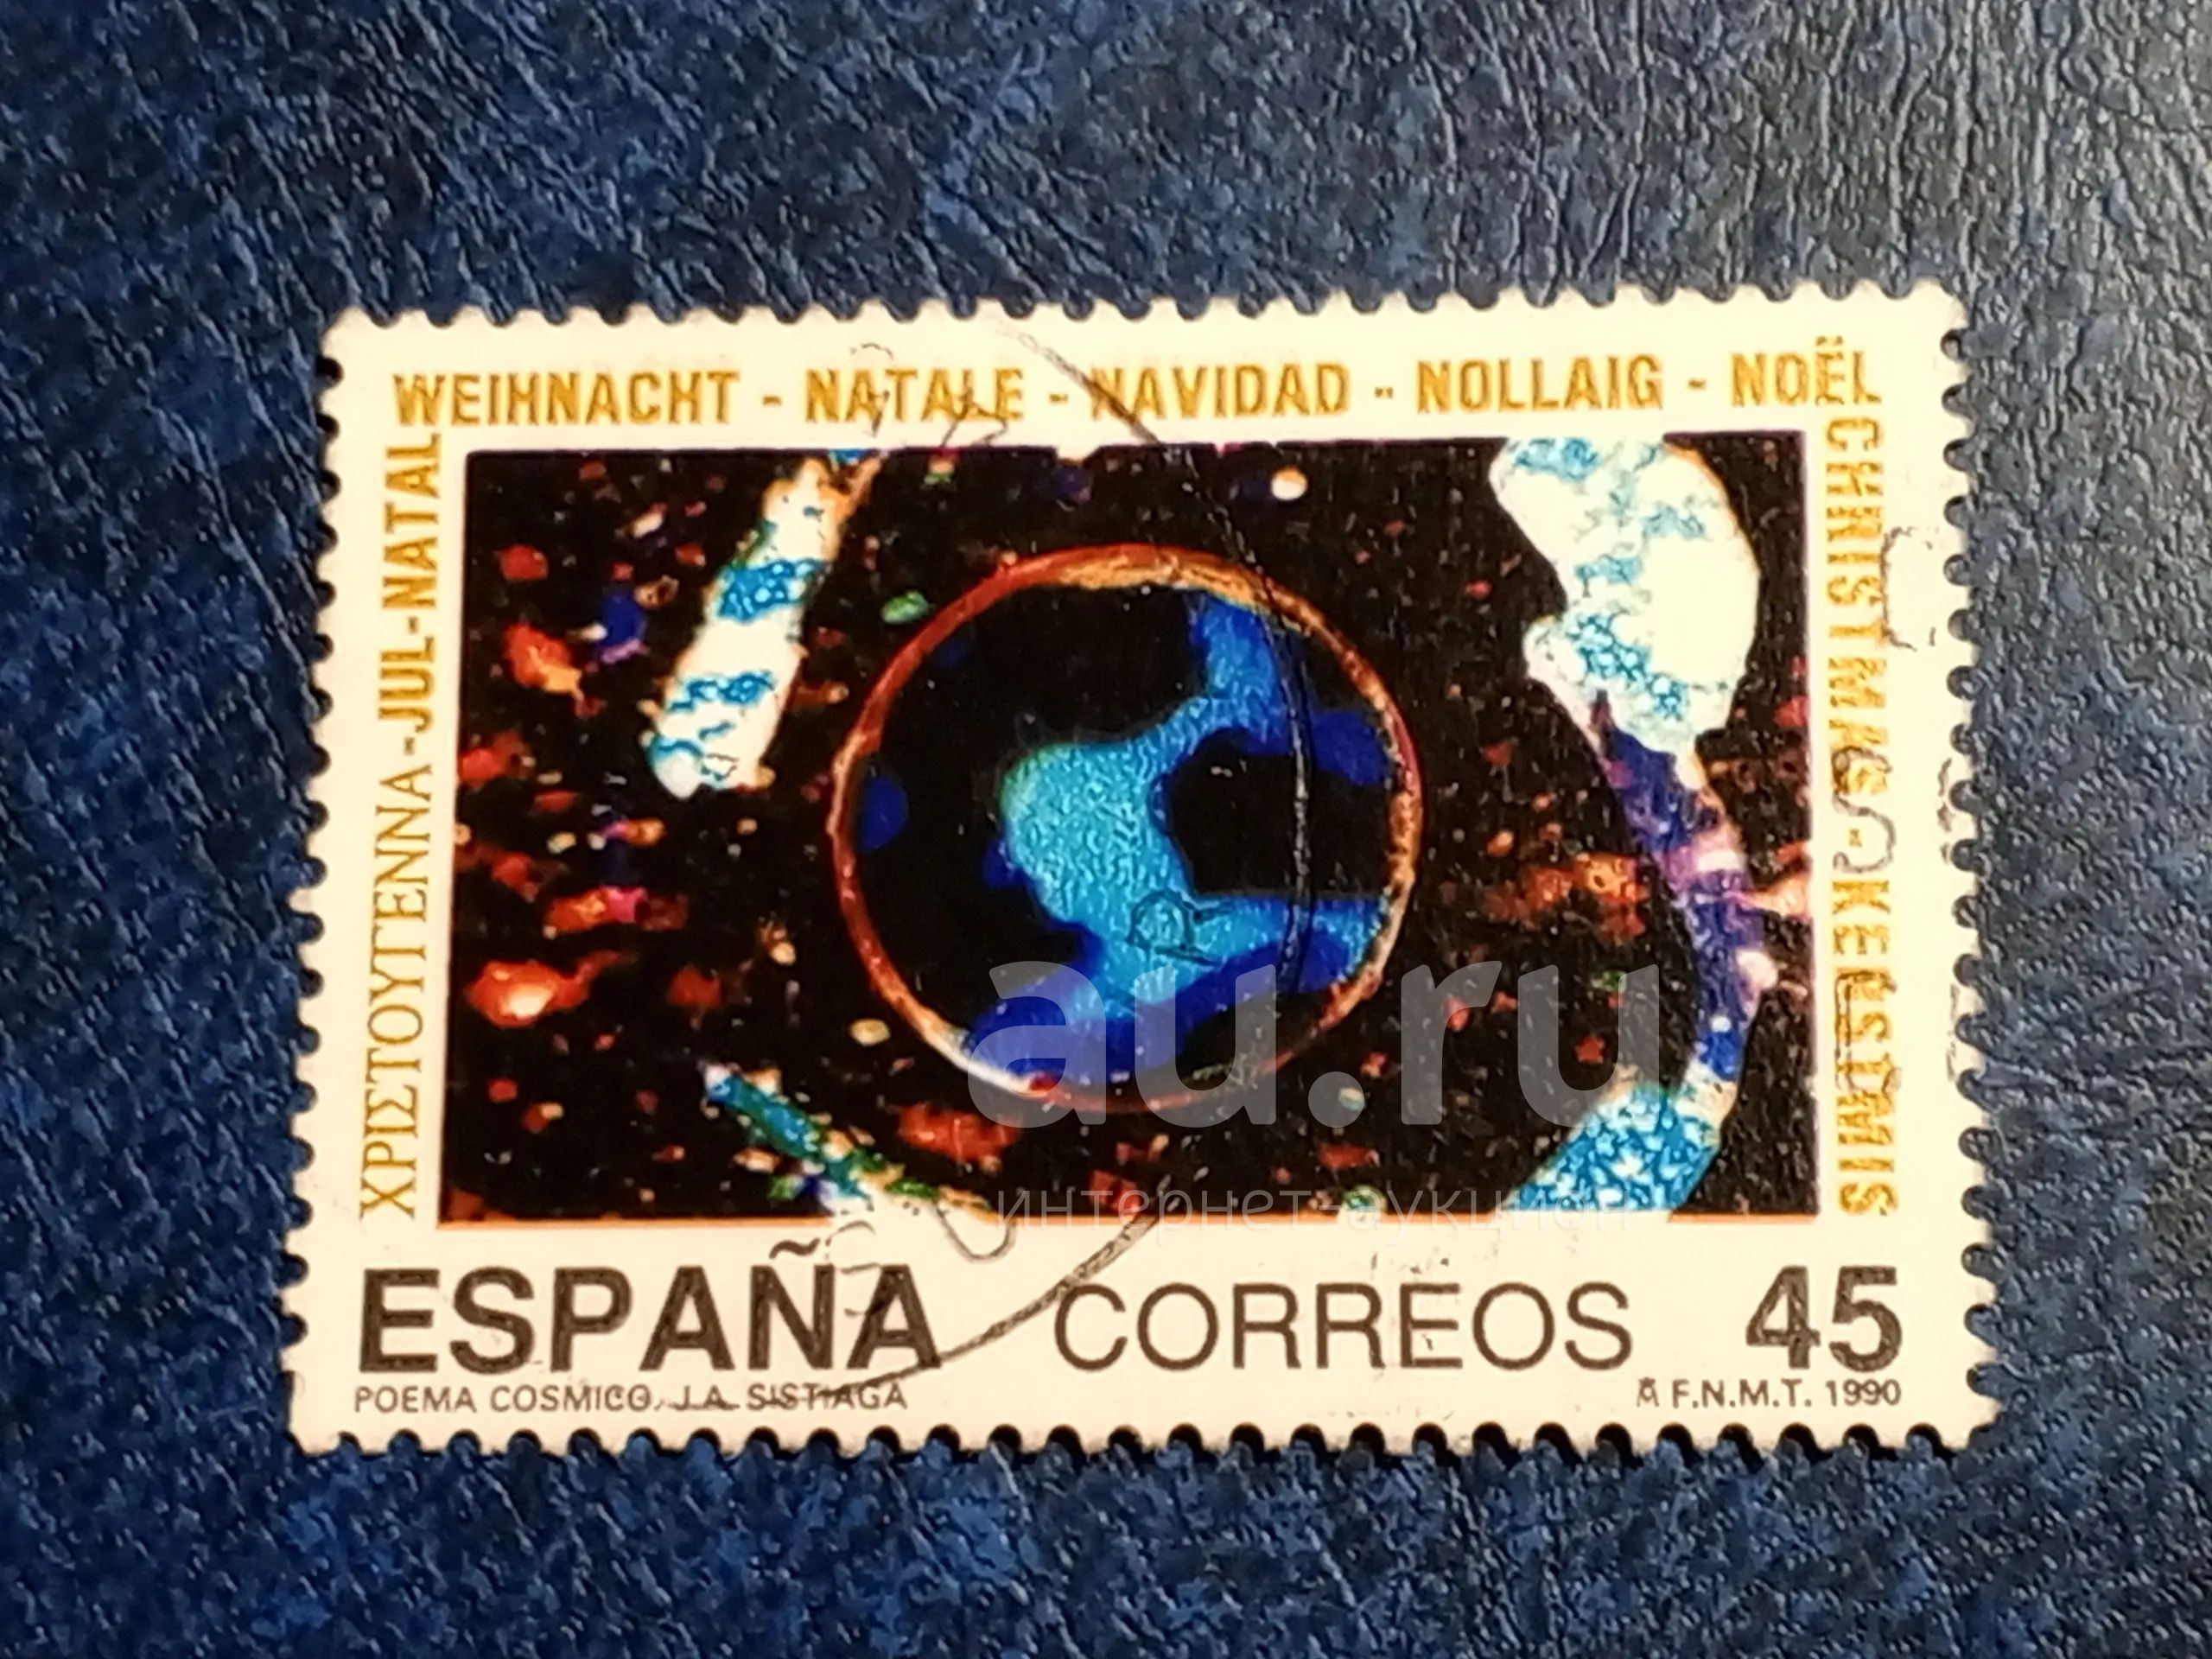 WEIHNACHT - NATALE - NAVIDAD - NOLLAIG - NOËL
ΧΡΙΣΤΟΥΓΕΝΝΑ - JUL - NATAL
CHRISTMAS - KERSTMIS
au.ru
интернет-аукцион
ESPAÑA CORREOS 45
POEMA COSMICO. J.A. SISTIAGA F.N.M.T. 1990